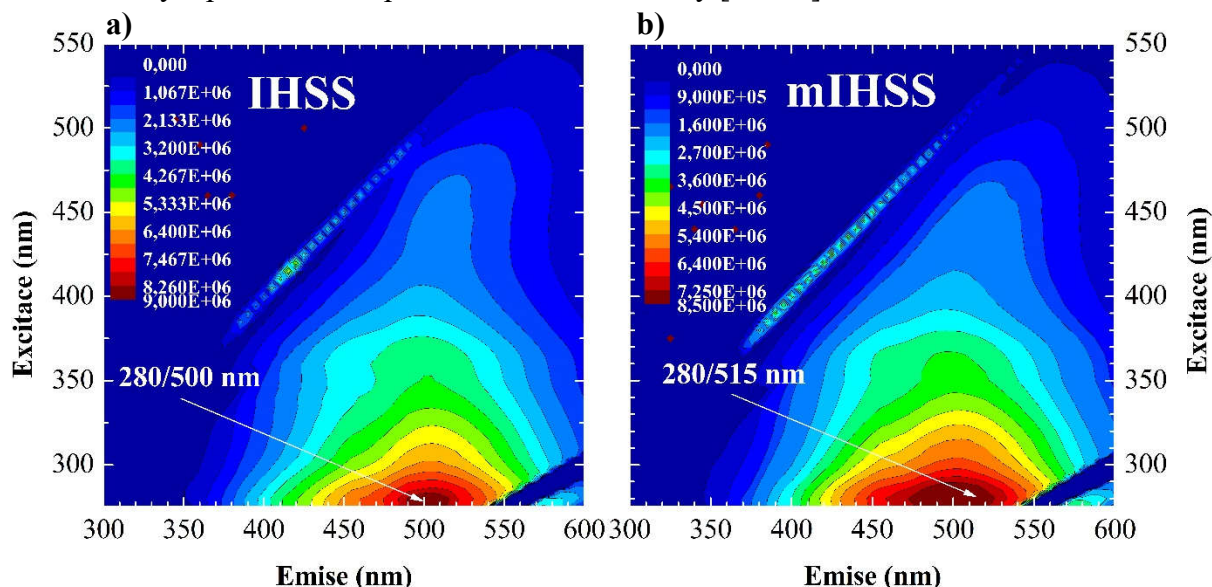 a)
550
500
450
400
350
300
Excitace (nm)
0,000
1,067E+06
2,133E+06
3,200E+06
4,267E+06
5,333E+06
6,400E+06
7,467E+06
8,260E+06
9,000E+06
IHSS
280/500 nm
300 350 400 450 500 550 600
Emise (nm)
b)
0,000
9,000E+05
1,600E+06
2,700E+06
3,600E+06
4,500E+06
5,400E+06
6,400E+06
7,250E+06
8,500E+06
mIHSS
280/515 nm
300 350 400 450 500 550 600
Emise (nm)
550
500
450
400
350
300
Excitace (nm)